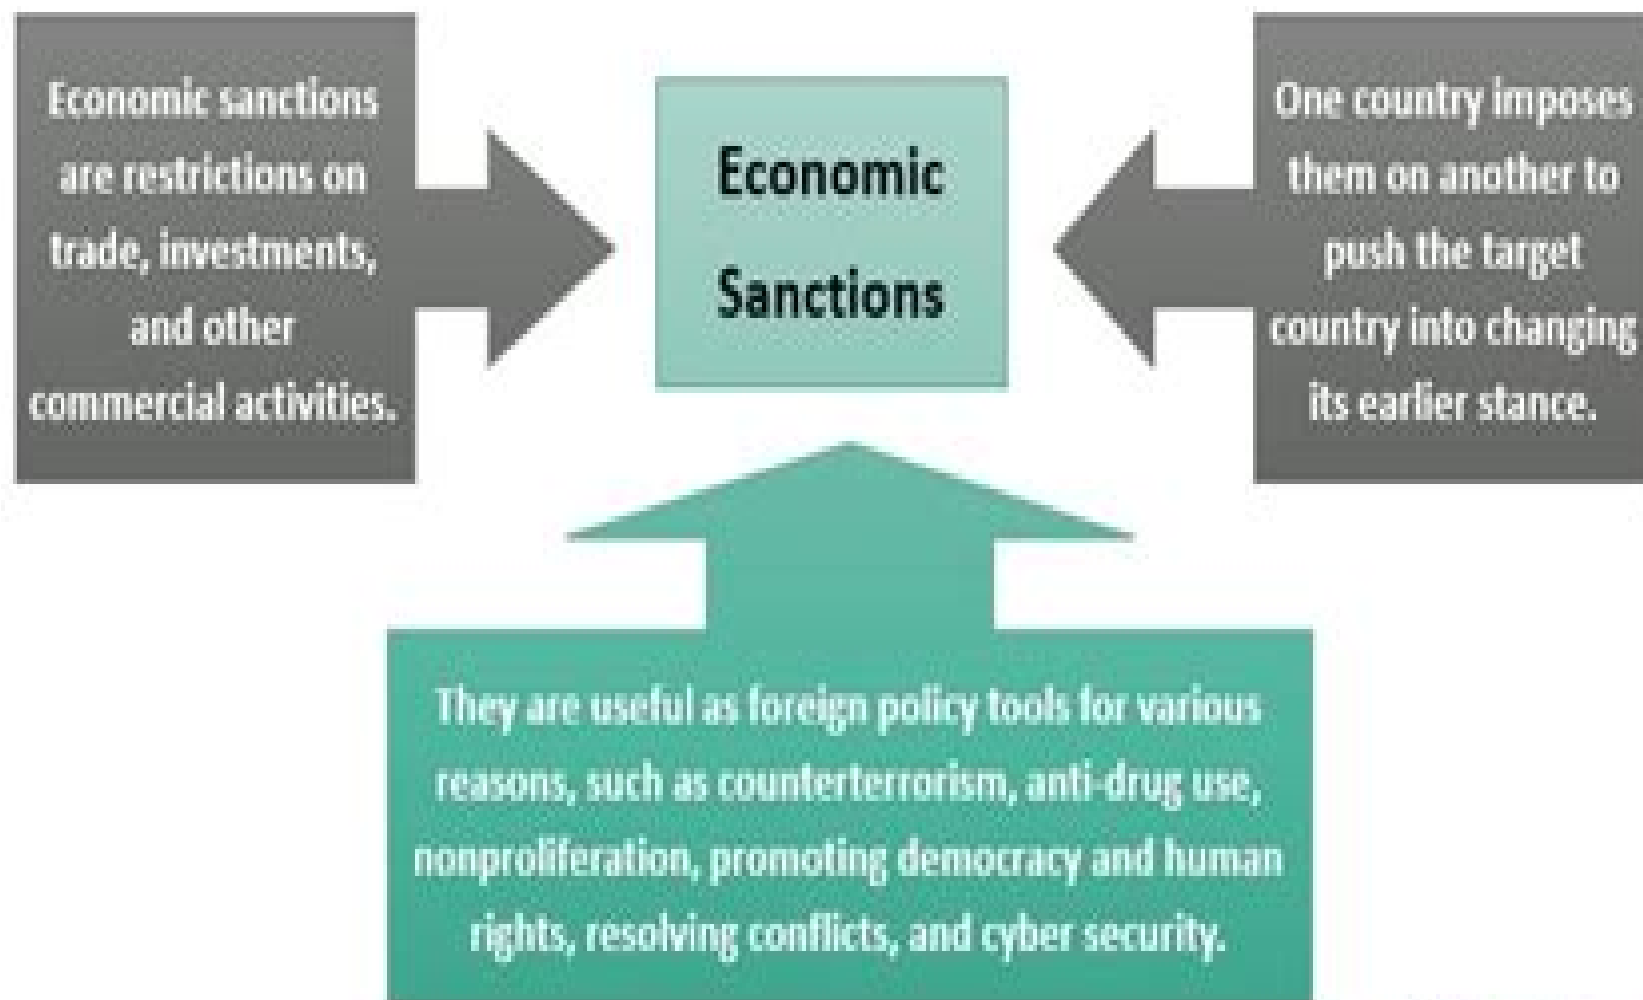 Economic sanctions
are restrictions on
trade, investments,
and other
commercial activities.
Economic
Sanctions
One country imposes
them on another to
push the target
country into changing
its earlier stance.
They are useful as foreign policy tools for various
reasons, such as counterterrorism, anti-drug use,
nonproliferation, promoting democracy and human
rights, resolving conflicts, and cyber security.